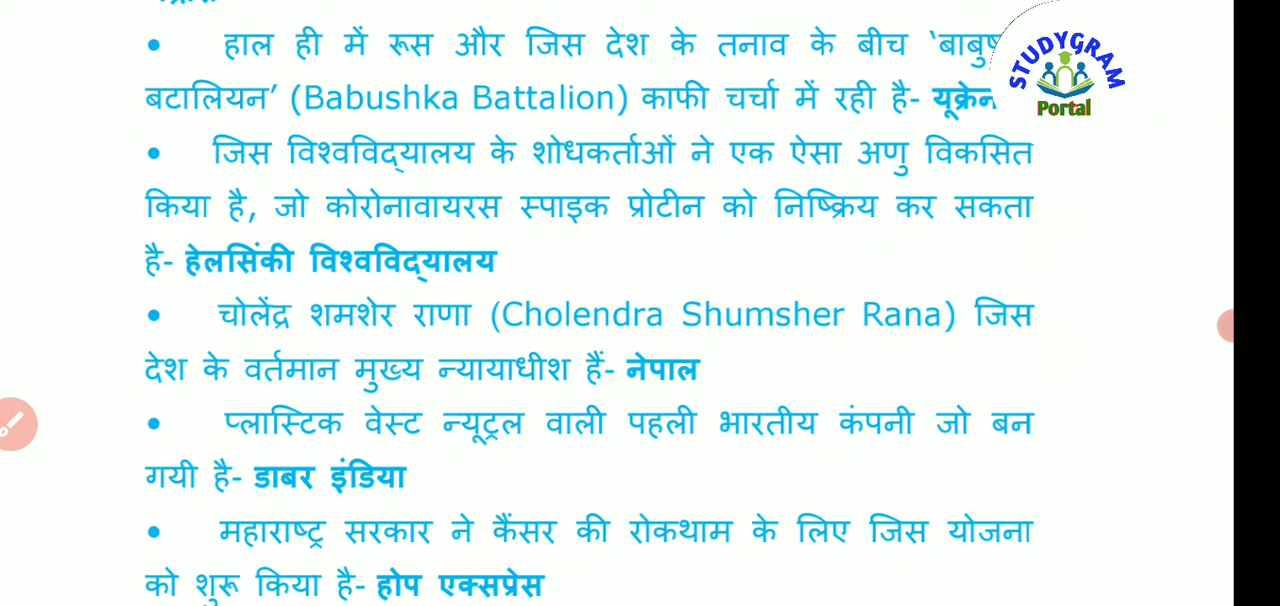 • हाल ही में रूस और जिस देश के तनाव के बीच
बटालियन’ (Babushka Battalion) काफी चर्चा में रही है- यूक्रेन
• जिस विश्वविद्यालय के शोधकर्ताओं ने एक ऐसा अणु विकसित
किया है, जो कोरोनावायरस स्पाइक प्रोटीन को निष्क्रिय कर सकता
है- हेलसिंकी विश्वविद्यालय
• चोलेंद्र शमशेर राणा (Cholendra Shumsher Rana) जिस
देश के वर्तमान मुख्य न्यायाधीश हैं- नेपाल
• प्लास्टिक वेस्ट न्यूट्रल वाली पहली भारतीय कंपनी जो बन
गयी है- डाबर इंडिया
• महाराष्ट्र सरकार ने कैंसर की रोकथाम के लिए जिस योजना
को शुरू किया है- होप एक्सप्रेस
STUDYGRAM
Portal